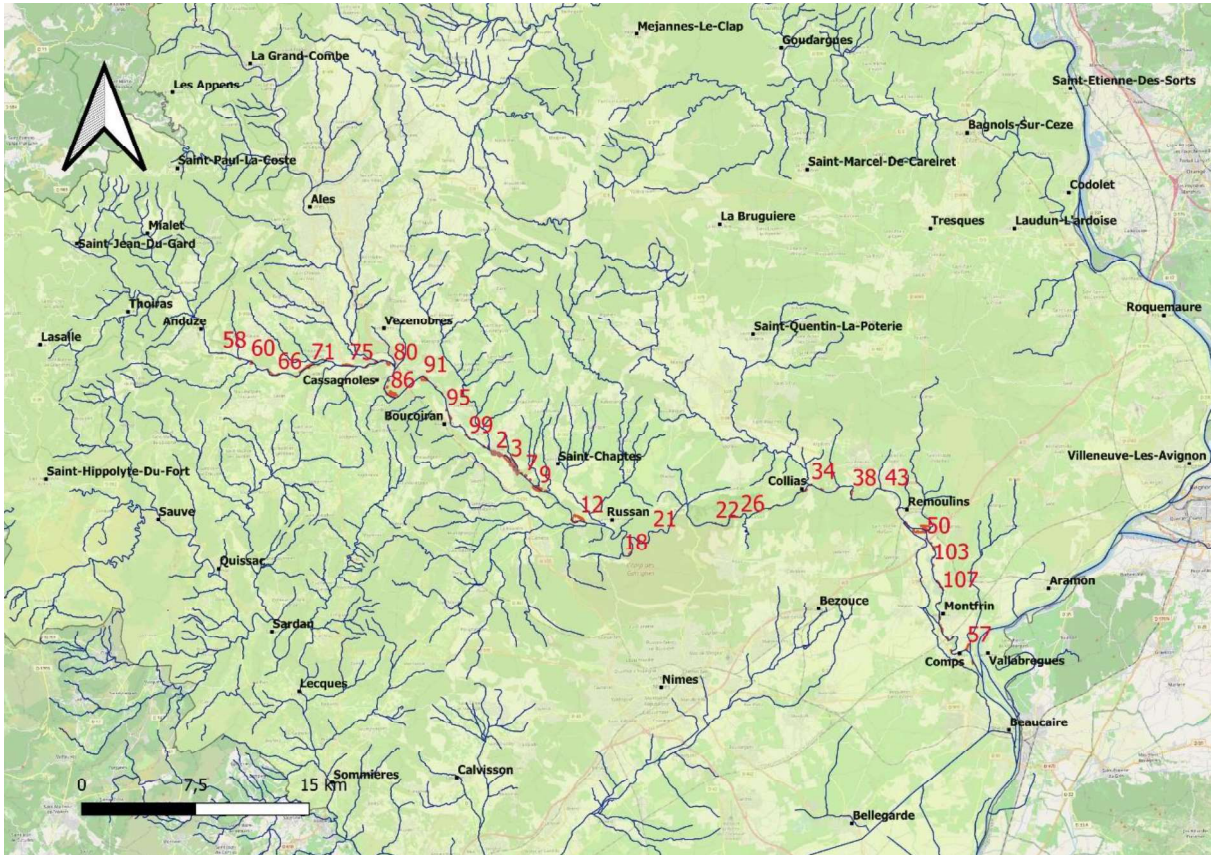 Mejannes-Le-Clap
Goudargues
La Grand-Combe
Les Appens
Saint-Etienne-Des-Sorts
Bagnols-Sur-Ceze
Saint-Paul-La-Coste
Saint-Marcel-De-Careiret
Codolet
Ales
La Bruguiere
Tresques
Laudun-L'ardoise
Mialet
Saint-Jean-Du-Gard
Thoiras
Roquemaure
Anduze
Vezenobres
Saint-Quentin-La-Poterie
Lasalle
58
60
66
71
75
80
91
86
Cassagnoles
95
Boucoiran
99
2
3
7
9
Saint-Chaptes
Saint-Hippolyte-Du-Fort
Villeneuve-Les-Avignon
34
38
43
Collias
Remoulins
Sauve
12
Russan
21
22
26
18
50
103
Quissac
107
Aramon
Bezouce
Montfrin
Sardan
57
Comps
Vallabregues
Lecques
Nimes
Beaucaire
Sommières
Calvisson
0
7,5
15 km
Bellegarde